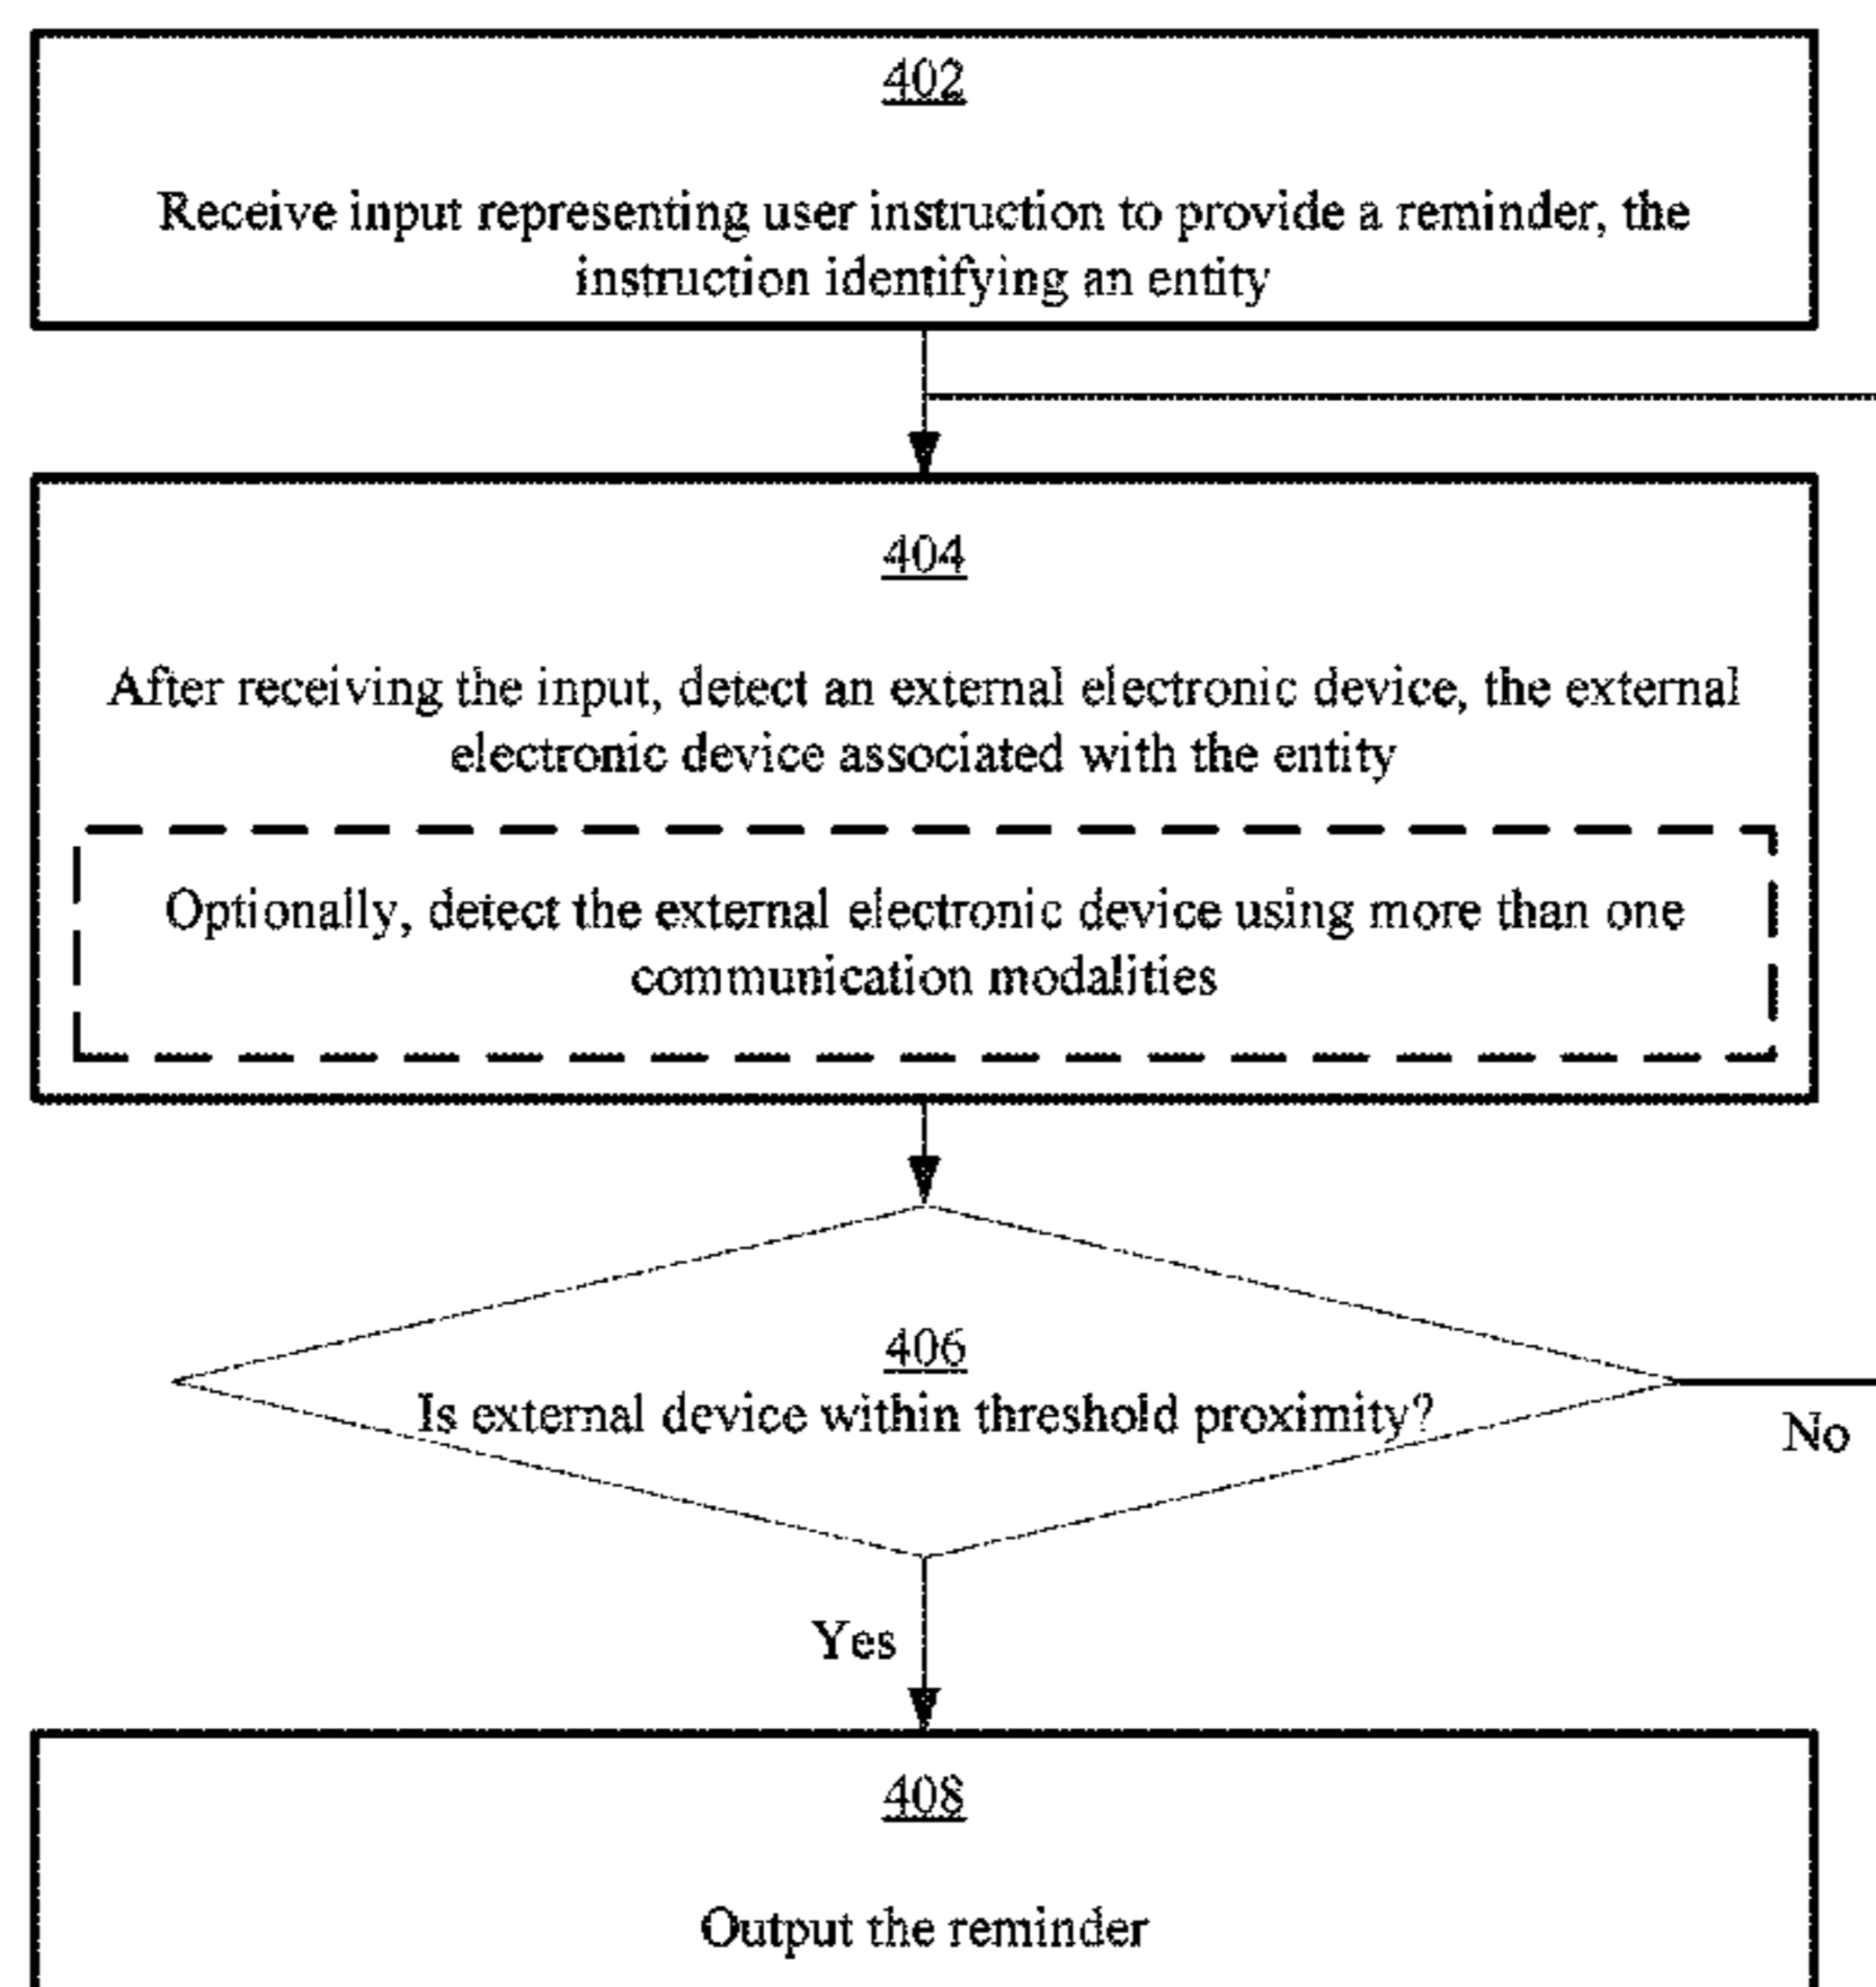 402
Receive input representing user instruction to provide a reminder, the
instruction identifying an entity
404
After receiving the input, detect an external electronic device, the external
electronic device associated with the entity
Optionally, detect the external electronic device using more than one
communication modalities
406
Is external device within threshold proximity?
No
Yes
408
Output the reminder